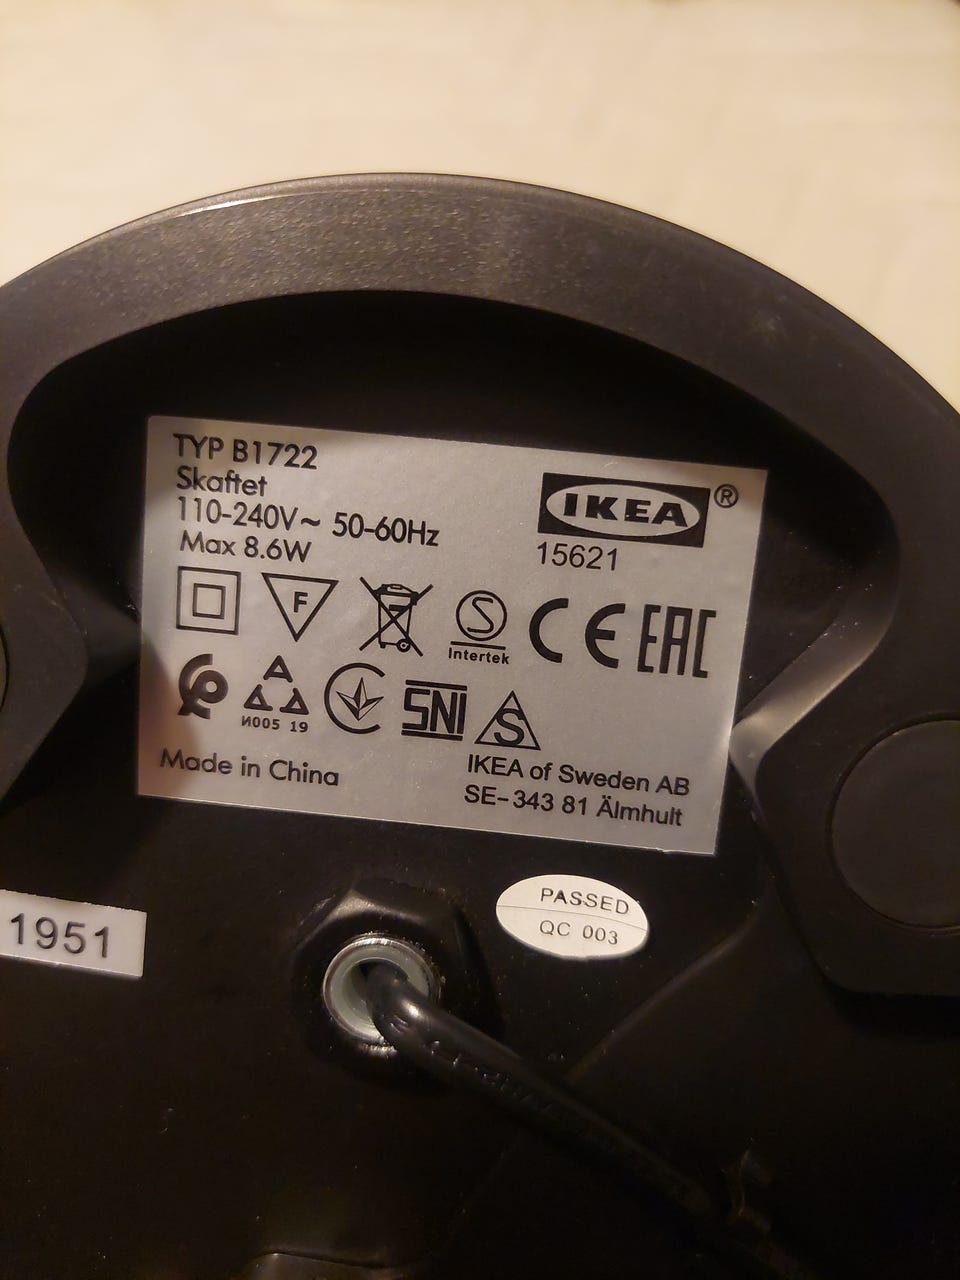 TYP B1722
Skaftet
110-240V~ 50-60Hz
Max 8.6W
IKEA®
15621
F
S
Intertek
CE
EAC
И005 19
SNI
S
Made in China
IKEA of Sweden AB
SE-343 81 Älmhult
1951
PASSED
QC 003